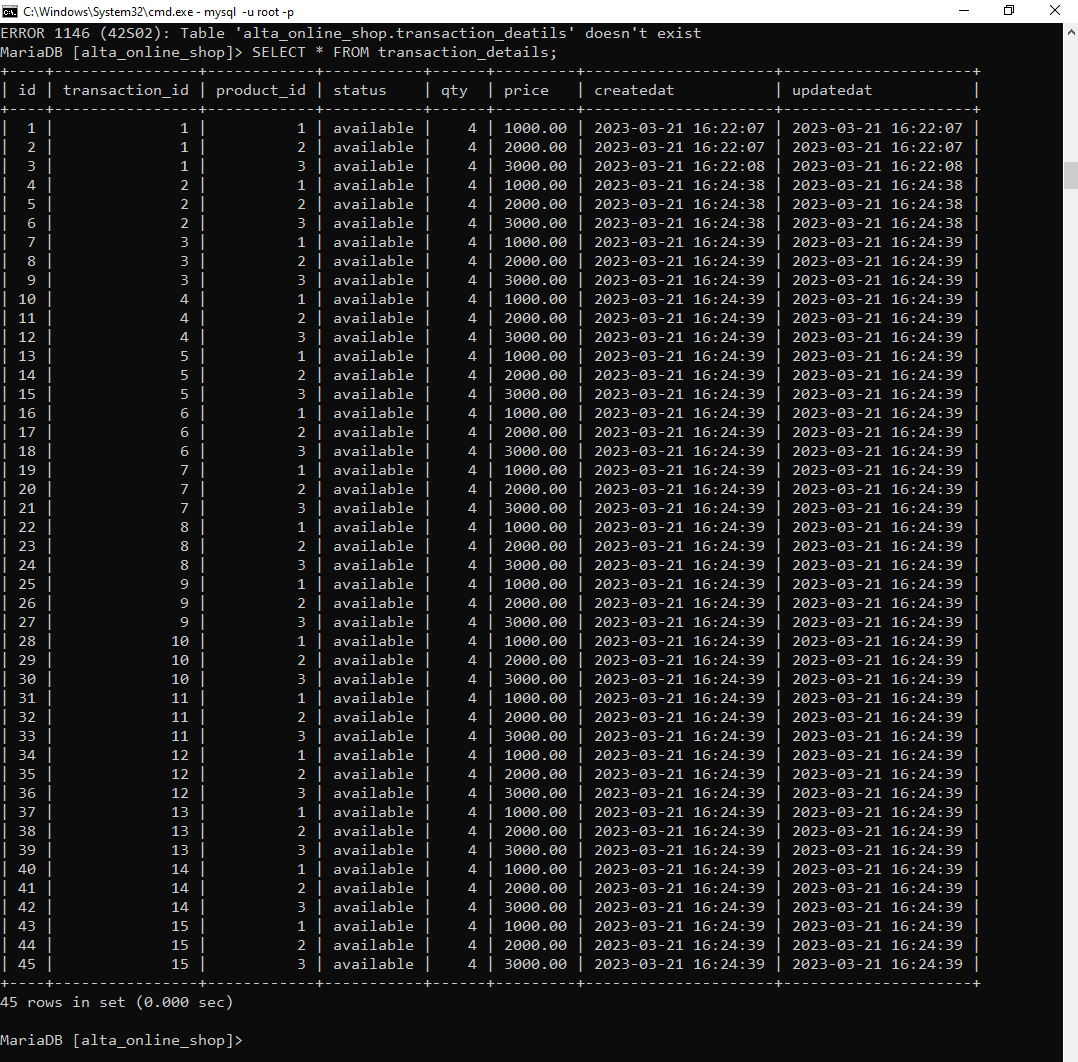 C:\Windows\System32\cmd.exe - mysql -u root -p
ERROR 1146 (42S02): Table 'alta_online_shop.transaction_deatils' doesn't exist
MariaDB [alta_online_shop]> SELECT * FROM transaction_details;
+----+----------------+------------+-----------+------+---------+---------------------+---------------------+
| id | transaction_id | product_id | status    | qty  | price   | createdat           | updatedat           |
+----+----------------+------------+-----------+------+---------+---------------------+---------------------+
|  1 |              1 |          1 | available |    4 | 1000.00 | 2023-03-21 16:22:07 | 2023-03-21 16:22:07 |
|  2 |              1 |          2 | available |    4 | 2000.00 | 2023-03-21 16:22:07 | 2023-03-21 16:22:07 |
|  3 |              1 |          3 | available |    4 | 3000.00 | 2023-03-21 16:22:08 | 2023-03-21 16:22:08 |
|  4 |              2 |          1 | available |    4 | 1000.00 | 2023-03-21 16:24:38 | 2023-03-21 16:24:38 |
|  5 |              2 |          2 | available |    4 | 2000.00 | 2023-03-21 16:24:38 | 2023-03-21 16:24:38 |
|  6 |              2 |          3 | available |    4 | 3000.00 | 2023-03-21 16:24:38 | 2023-03-21 16:24:38 |
|  7 |              3 |          1 | available |    4 | 1000.00 | 2023-03-21 16:24:39 | 2023-03-21 16:24:39 |
|  8 |              3 |          2 | available |    4 | 2000.00 | 2023-03-21 16:24:39 | 2023-03-21 16:24:39 |
|  9 |              3 |          3 | available |    4 | 3000.00 | 2023-03-21 16:24:39 | 2023-03-21 16:24:39 |
| 10 |              4 |          1 | available |    4 | 1000.00 | 2023-03-21 16:24:39 | 2023-03-21 16:24:39 |
| 11 |              4 |          2 | available |    4 | 2000.00 | 2023-03-21 16:24:39 | 2023-03-21 16:24:39 |
| 12 |              4 |          3 | available |    4 | 3000.00 | 2023-03-21 16:24:39 | 2023-03-21 16:24:39 |
| 13 |              5 |          1 | available |    4 | 1000.00 | 2023-03-21 16:24:39 | 2023-03-21 16:24:39 |
| 14 |              5 |          2 | available |    4 | 2000.00 | 2023-03-21 16:24:39 | 2023-03-21 16:24:39 |
| 15 |              5 |          3 | available |    4 | 3000.00 | 2023-03-21 16:24:39 | 2023-03-21 16:24:39 |
| 16 |              6 |          1 | available |    4 | 1000.00 | 2023-03-21 16:24:39 | 2023-03-21 16:24:39 |
| 17 |              6 |          2 | available |    4 | 2000.00 | 2023-03-21 16:24:39 | 2023-03-21 16:24:39 |
| 18 |              6 |          3 | available |    4 | 3000.00 | 2023-03-21 16:24:39 | 2023-03-21 16:24:39 |
| 19 |              7 |          1 | available |    4 | 1000.00 | 2023-03-21 16:24:39 | 2023-03-21 16:24:39 |
| 20 |              7 |          2 | available |    4 | 2000.00 | 2023-03-21 16:24:39 | 2023-03-21 16:24:39 |
| 21 |              7 |          3 | available |    4 | 3000.00 | 2023-03-21 16:24:39 | 2023-03-21 16:24:39 |
| 22 |              8 |          1 | available |    4 | 1000.00 | 2023-03-21 16:24:39 | 2023-03-21 16:24:39 |
| 23 |              8 |          2 | available |    4 | 2000.00 | 2023-03-21 16:24:39 | 2023-03-21 16:24:39 |
| 24 |              8 |          3 | available |    4 | 3000.00 | 2023-03-21 16:24:39 | 2023-03-21 16:24:39 |
| 25 |              9 |          1 | available |    4 | 1000.00 | 2023-03-21 16:24:39 | 2023-03-21 16:24:39 |
| 26 |              9 |          2 | available |    4 | 2000.00 | 2023-03-21 16:24:39 | 2023-03-21 16:24:39 |
| 27 |              9 |          3 | available |    4 | 3000.00 | 2023-03-21 16:24:39 | 2023-03-21 16:24:39 |
| 28 |             10 |          1 | available |    4 | 1000.00 | 2023-03-21 16:24:39 | 2023-03-21 16:24:39 |
| 29 |             10 |          2 | available |    4 | 2000.00 | 2023-03-21 16:24:39 | 2023-03-21 16:24:39 |
| 30 |             10 |          3 | available |    4 | 3000.00 | 2023-03-21 16:24:39 | 2023-03-21 16:24:39 |
| 31 |             11 |          1 | available |    4 | 1000.00 | 2023-03-21 16:24:39 | 2023-03-21 16:24:39 |
| 32 |             11 |          2 | available |    4 | 2000.00 | 2023-03-21 16:24:39 | 2023-03-21 16:24:39 |
| 33 |             11 |          3 | available |    4 | 3000.00 | 2023-03-21 16:24:39 | 2023-03-21 16:24:39 |
| 34 |             12 |          1 | available |    4 | 1000.00 | 2023-03-21 16:24:39 | 2023-03-21 16:24:39 |
| 35 |             12 |          2 | available |    4 | 2000.00 | 2023-03-21 16:24:39 | 2023-03-21 16:24:39 |
| 36 |             12 |          3 | available |    4 | 3000.00 | 2023-03-21 16:24:39 | 2023-03-21 16:24:39 |
| 37 |             13 |          1 | available |    4 | 1000.00 | 2023-03-21 16:24:39 | 2023-03-21 16:24:39 |
| 38 |             13 |          2 | available |    4 | 2000.00 | 2023-03-21 16:24:39 | 2023-03-21 16:24:39 |
| 39 |             13 |          3 | available |    4 | 3000.00 | 2023-03-21 16:24:39 | 2023-03-21 16:24:39 |
| 40 |             14 |          1 | available |    4 | 1000.00 | 2023-03-21 16:24:39 | 2023-03-21 16:24:39 |
| 41 |             14 |          2 | available |    4 | 2000.00 | 2023-03-21 16:24:39 | 2023-03-21 16:24:39 |
| 42 |             14 |          3 | available |    4 | 3000.00 | 2023-03-21 16:24:39 | 2023-03-21 16:24:39 |
| 43 |             15 |          1 | available |    4 | 1000.00 | 2023-03-21 16:24:39 | 2023-03-21 16:24:39 |
| 44 |             15 |          2 | available |    4 | 2000.00 | 2023-03-21 16:24:39 | 2023-03-21 16:24:39 |
| 45 |             15 |          3 | available |    4 | 3000.00 | 2023-03-21 16:24:39 | 2023-03-21 16:24:39 |
+----+----------------+------------+-----------+------+---------+---------------------+---------------------+
45 rows in set (0.000 sec)
MariaDB [alta_online_shop]>